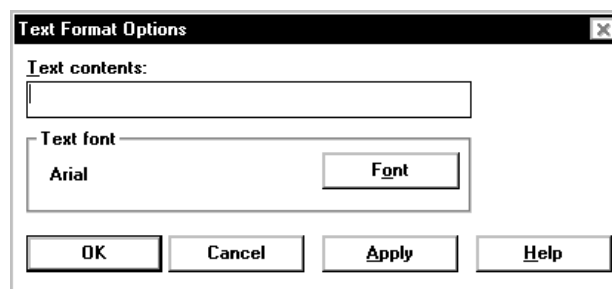 Text Format Options
Text contents:
Text font
Arial
Font
OK Cancel Apply Help